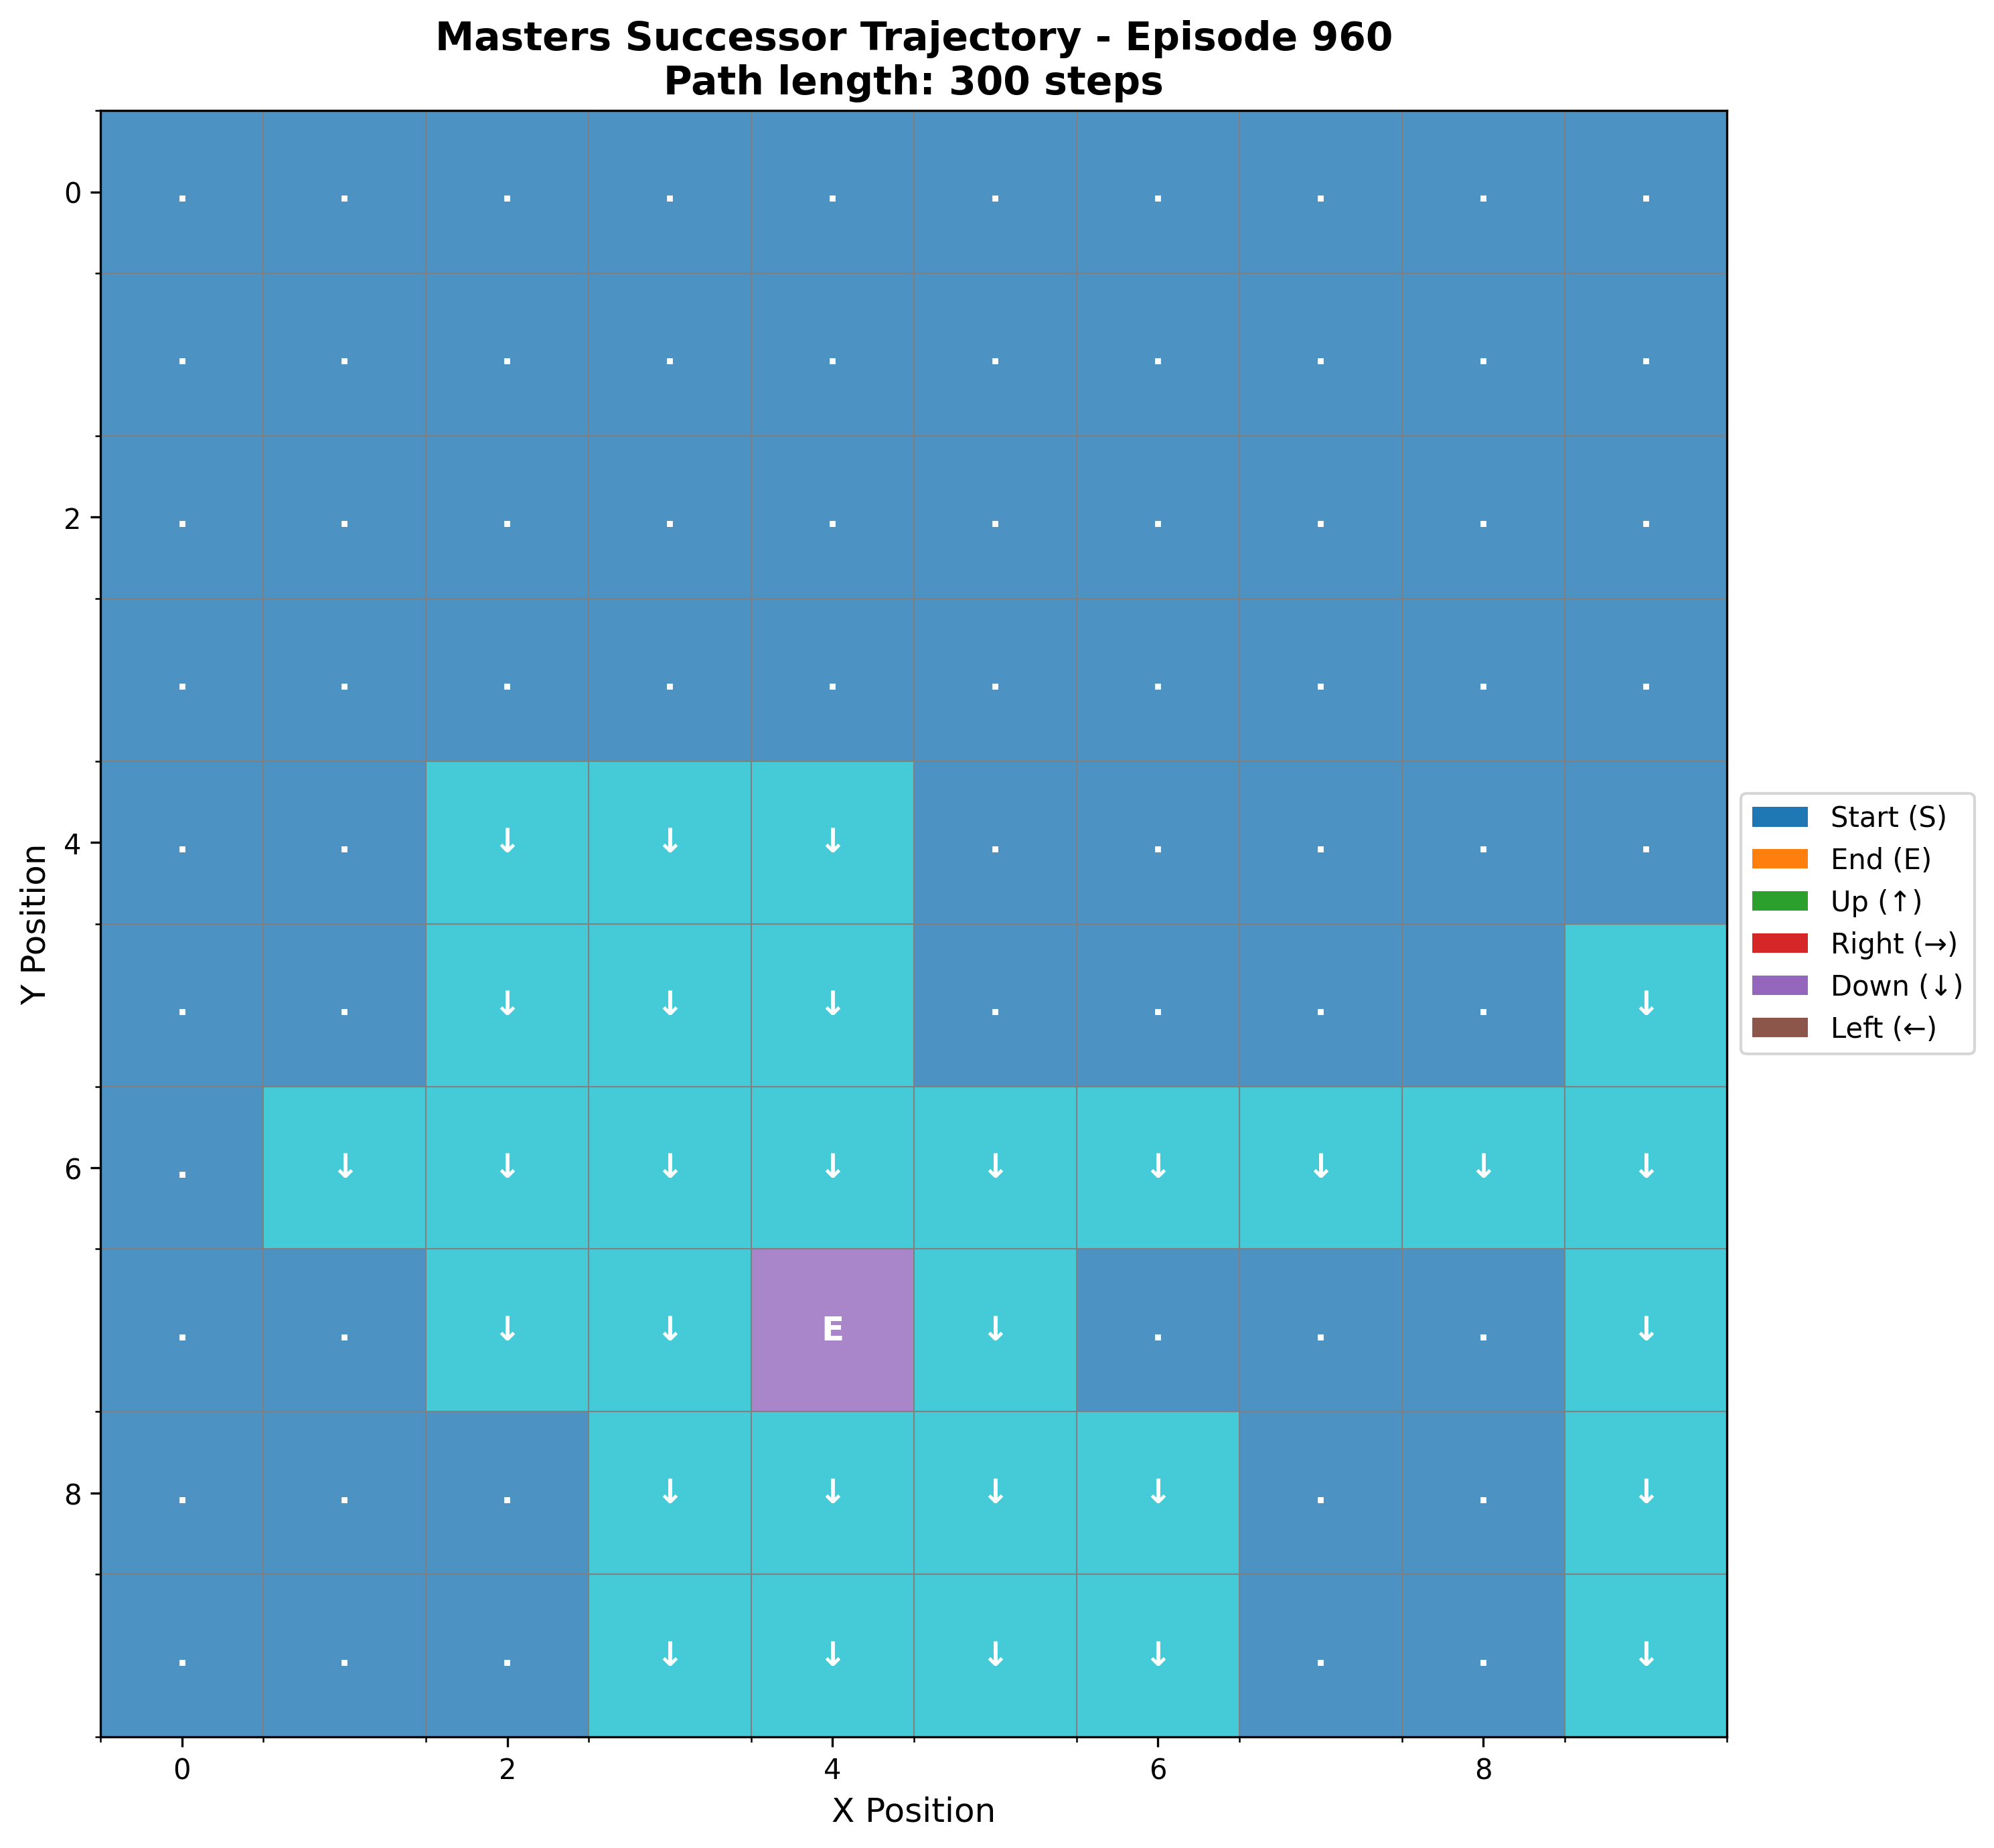 Masters Successor Trajectory - Episode 960
Path length: 300 steps
0 . . . . . . . . . .
. . . . . . . . . .
2 . . . . . . . . . .
. . . . . . . . . .
4 . . ↓ ↓ ↓ . . . . .
. . ↓ ↓ ↓ . . . . ↓
6 . ↓ ↓ ↓ ↓ ↓ ↓ ↓ ↓ ↓
. . ↓ ↓ E ↓ . . . ↓
8 . . . ↓ ↓ ↓ ↓ . . ↓
. . . ↓ ↓ ↓ ↓ . . ↓
0 2 4 6 8
X Position
Y Position
Start (S)
End (E)
Up (↑)
Right (→)
Down (↓)
Left (←)